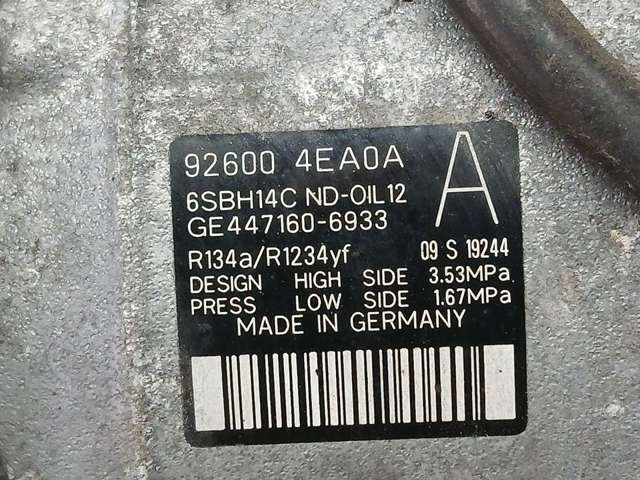 92600 4EA0A
A
6SBH14C ND-OIL12
GE447160-6933
R134a/R1234yf 09 S 19244
DESIGN HIGH SIDE 3.53MPa
PRESS LOW SIDE 1.67MPa
MADE IN GERMANY